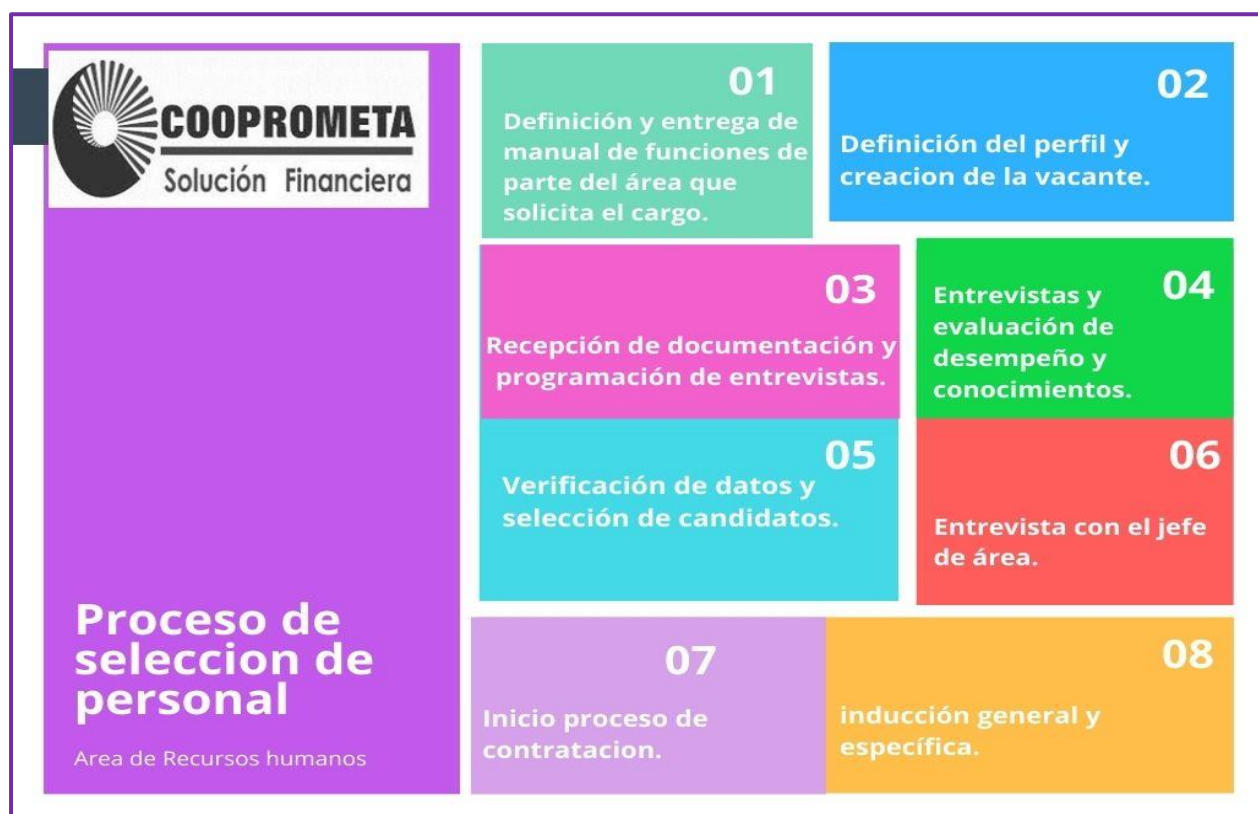 COOPROMETA
Solución Financiera
Proceso de
seleccion de
personal
Area de Recursos humanos
01
Definición y entrega de
manual de funciones de
parte del área que
solicita el cargo.
02
Definición del perfil y
creacion de la vacante.
03
Recepción de documentación y
programación de entrevistas.
04
Entrevistas y
evaluación de
desempeño y
conocimientos.
05
Verificación de datos y
selección de candidatos.
06
Entrevista con el jefe
de área.
07
Inicio proceso de
contratacion.
08
inducción general y
específica.